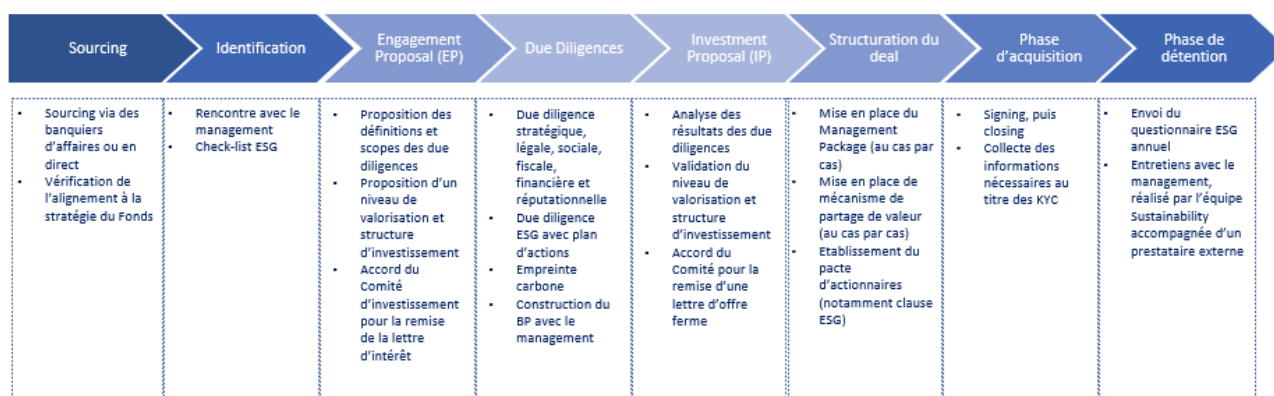 Sourcing
Identification
Engagement
Proposal (EP)
Due Diligences
Investment
Proposal (IP)
Structuration du
deal
Phase
d'acquisition
Phase de
détention
▪ Sourcing via des
banquiers
d'affaires ou en
direct
▪ Vérification de
l'alignement à la
stratégie du Fonds
▪ Rencontre avec le
management
▪ Check-list ESG
▪ Proposition des
définitions et
scopes des due
diligences
▪ Proposition d'un
niveau de
valorisation et
structure
d'investissement
▪ Accord du
Comité
d'investissement
pour la remise
de la lettre
d'intérêt
▪ Due diligence
stratégique,
légale, sociale,
fiscale,
financière et
réputationnelle
▪ Due diligence
ESG avec plan
d'actions
▪ Empreinte
carbone
▪ Construction du
BP avec le
management
▪ Analyse des
résultats des due
diligences
▪ Validation du
niveau de
valorisation et
structure
d'investissement
▪ Accord du
Comité pour la
remise d'une
lettre d'offre
ferme
▪ Mise en place du
Management
Package (au cas par
cas)
▪ Mise en place de
mécanisme de
partage de valeur
(au cas par cas)
▪ Etablissement du
pacte
d'actionnaires
(notamment clause
ESG)
▪ Signing, puis
closing
▪ Collecte des
informations
nécessaires au
titre des KYC
▪ Envoi du
questionnaire ESG
annuel
▪ Entretiens avec le
management,
réalisé par l'équipe
Sustainability
accompagnée d'un
prestataire externe